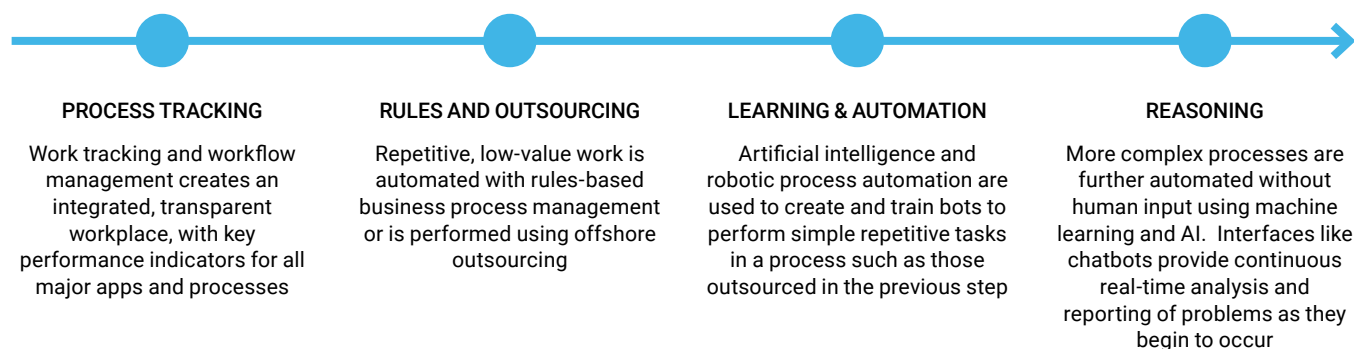 PROCESS TRACKING
Work tracking and workflow
management creates an
integrated, transparent
workplace, with key
performance indicators for all
major apps and processes
RULES AND OUTSOURCING
Repetitive, low-value work is
automated with rules-based
business process management
or is performed using offshore
outsourcing
LEARNING & AUTOMATION
Artificial intelligence and
robotic process automation are
used to create and train bots to
perform simple repetitive tasks
in a process such as those
outsourced in the previous step
REASONING
More complex processes are
further automated without
human input using machine
learning and AI.  Interfaces like
chatbots provide continuous
real-time analysis and
reporting of problems as they
begin to occur